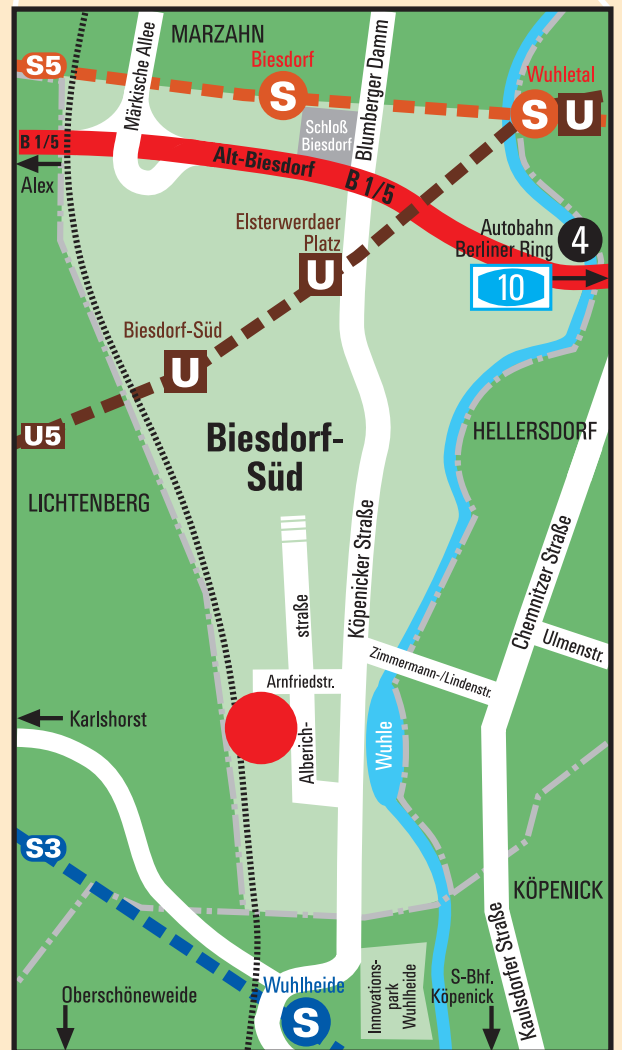 MARZAHN
S5
Biesdorf
S
Märkische Allee
Blumberger Damm
Wuhletal
S
U
Schloß
Biesdorf
B 1/5
Alex
Alt-Biesdorf
B 1/5
Elsterwerdaer
Platz
U
Autobahn
Berliner Ring
4
10
Biesdorf-Süd
U
U5
Biesdorf-
Süd
HELLERSDORF
LICHTENBERG
Köpenicker Straße
Chemnitzer Straße
Ulmenstr.
straße
Alberich-
Arnfriedstr.
Zimmermann-/Lindenstr.
Karlshorst
Wuhle
S3
KÖPENICK
Kaulsdorfer Straße
Wuhlheide
S
Innovations-
park
Wuhlheide
S-Bhf.
Köpenick
Oberschöneweide